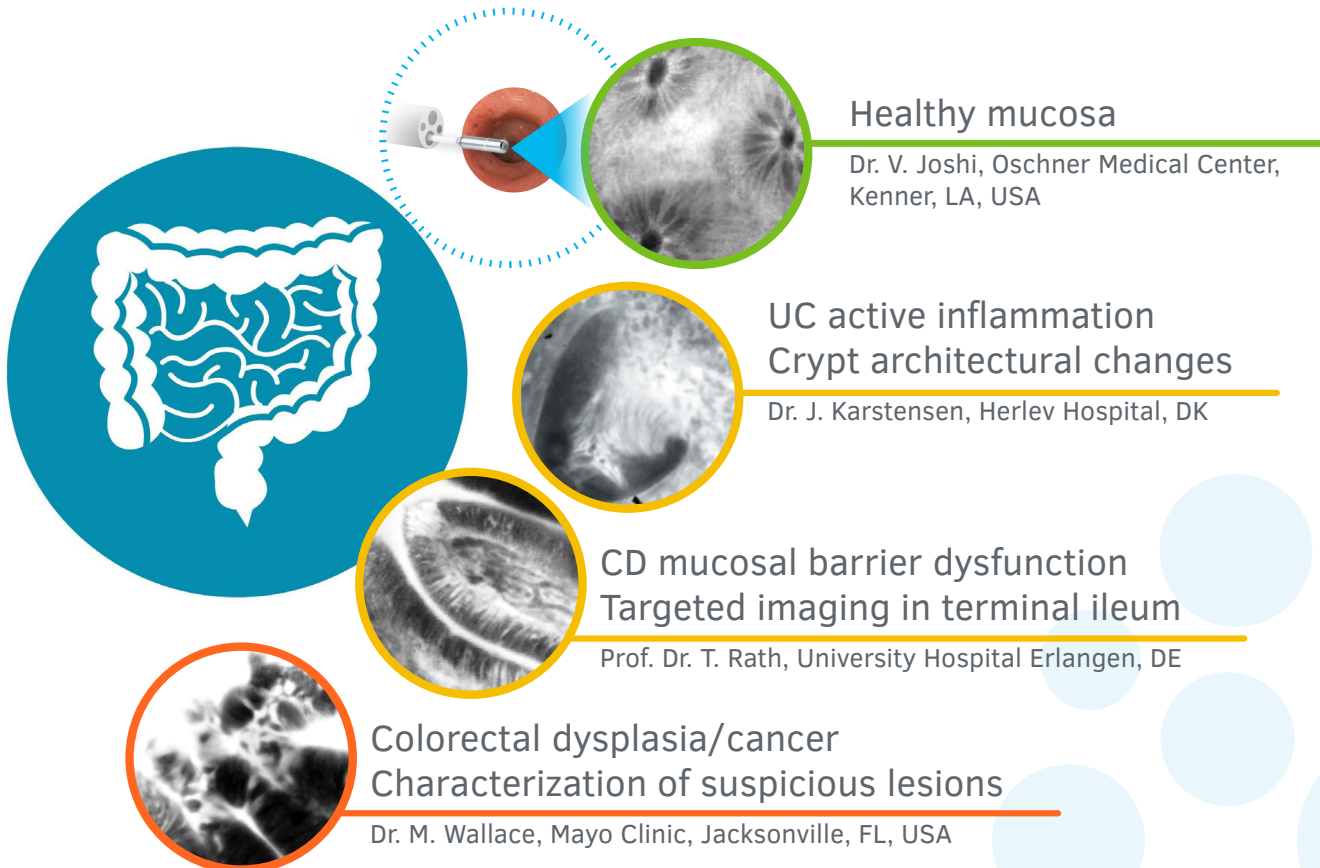 Healthy mucosa
Dr. V. Joshi, Oschner Medical Center,
Kenner, LA, USA
UC active inflammation
Crypt architectural changes
Dr. J. Karstensen, Herlev Hospital, DK
CD mucosal barrier dysfunction
Targeted imaging in terminal ileum
Prof. Dr. T. Rath, University Hospital Erlangen, DE
Colorectal dysplasia/cancer
Characterization of suspicious lesions
Dr. M. Wallace, Mayo Clinic, Jacksonville, FL, USA